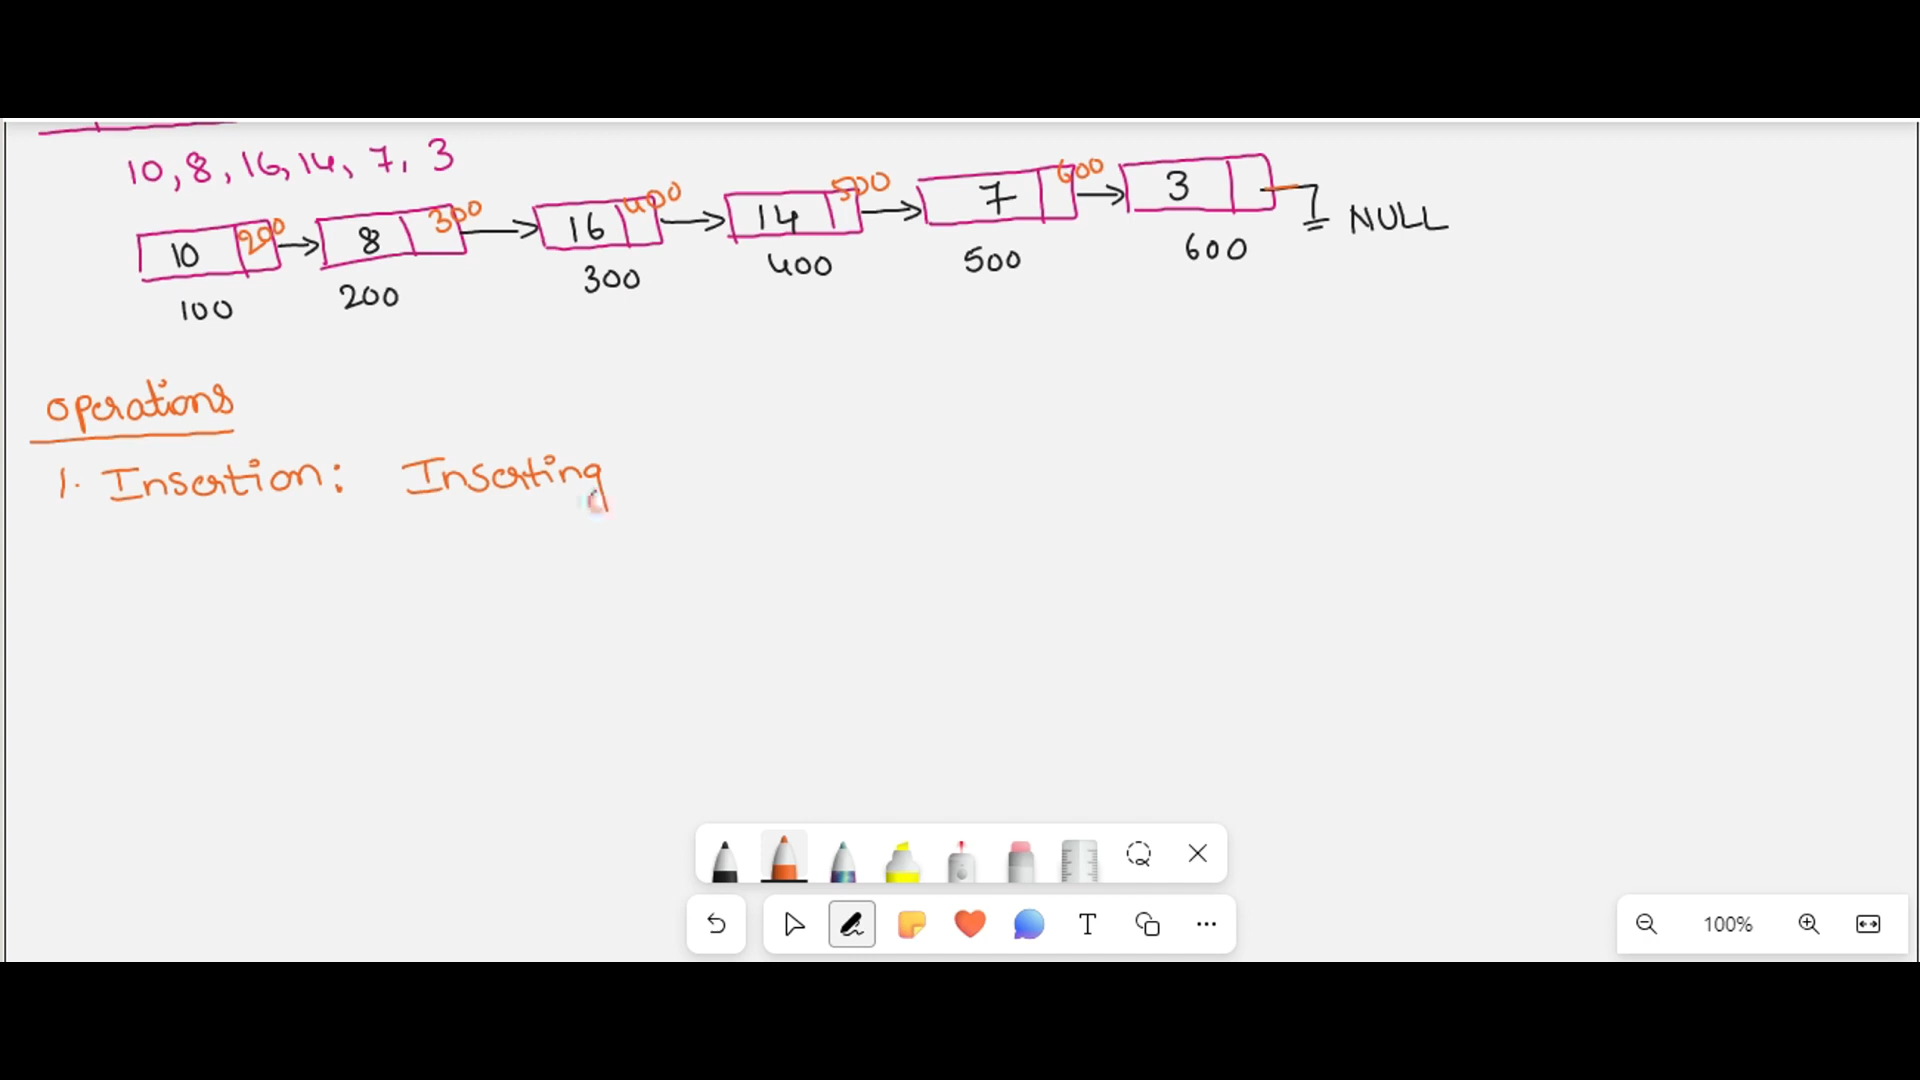 10, 8, 16, 14, 7, 3
10 200 8 300 16 400 14 500 7 600 3 NULL
100 200 300 400 500 600
Operations
1. Insertion: Inserting
T
100%